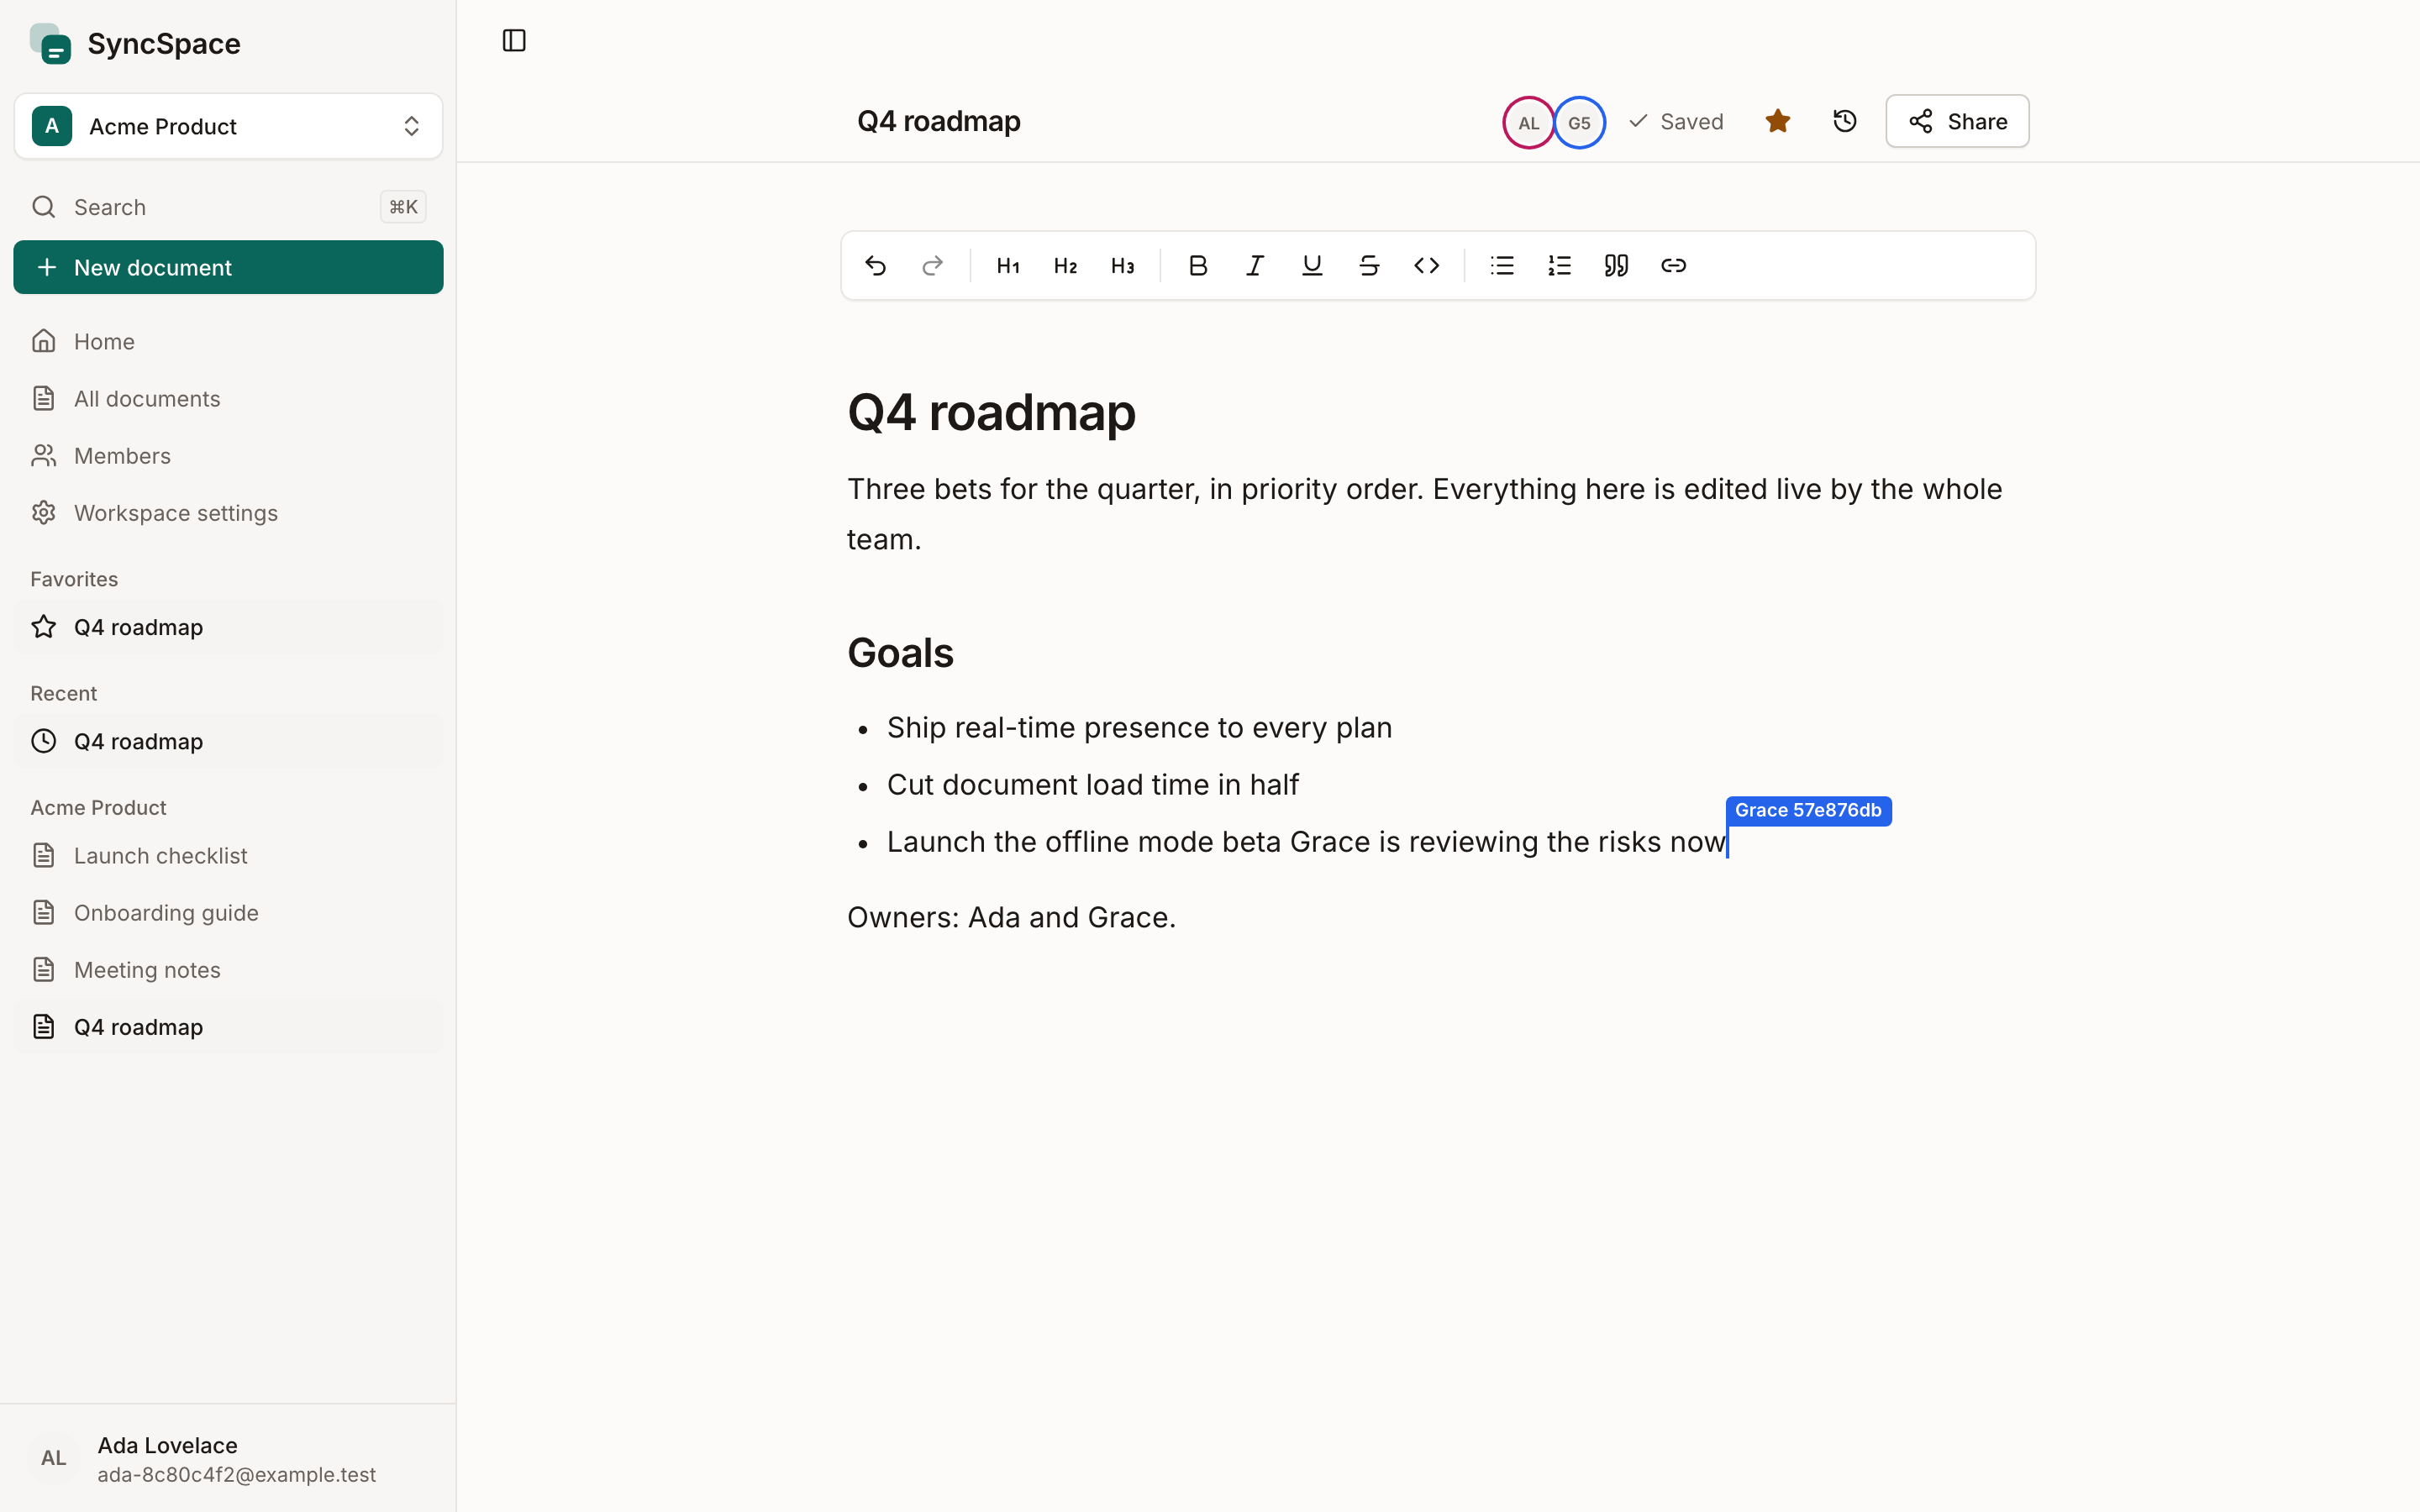 SyncSpace
A
Acme Product
Search
⌘K
New document
Home
All documents
Members
Workspace settings
Favorites
Q4 roadmap
Recent
Q4 roadmap
Acme Product
Launch checklist
Onboarding guide
Meeting notes
Q4 roadmap
AL
Ada Lovelace
ada-8c80c4f2@example.test
Q4 roadmap
AL
G5
Saved
Share
H1
H2
H3
B
I
U
S
Q4 roadmap
Three bets for the quarter, in priority order. Everything here is edited live by the whole
team.
Goals
• Ship real-time presence to every plan
• Cut document load time in half
Grace 57e876db
• Launch the offline mode beta Grace is reviewing the risks now
Owners: Ada and Grace.